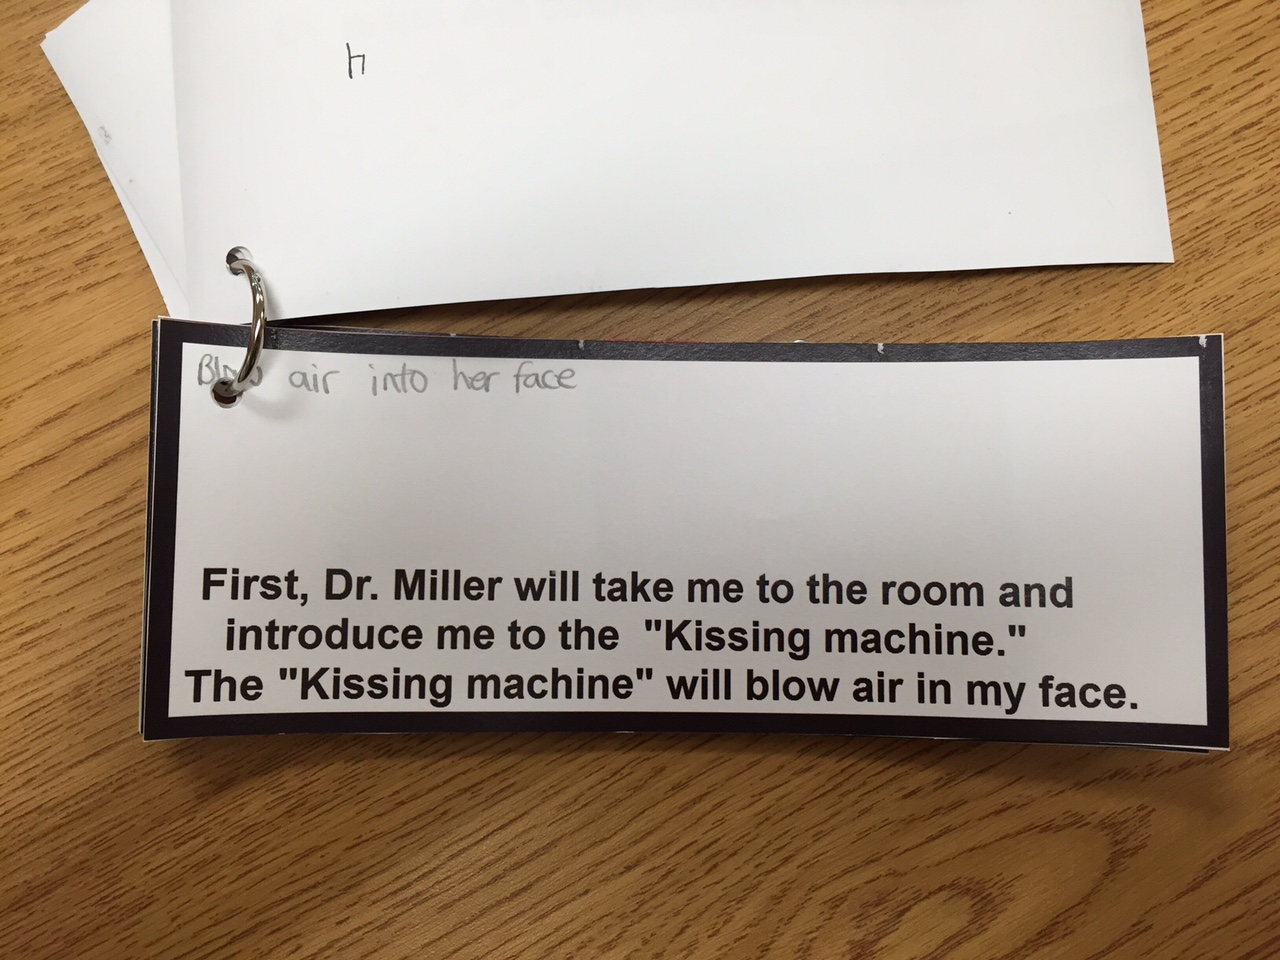 h
Blow air into her face
First, Dr. Miller will take me to the room and
introduce me to the "Kissing machine."
The "Kissing machine" will blow air in my face.